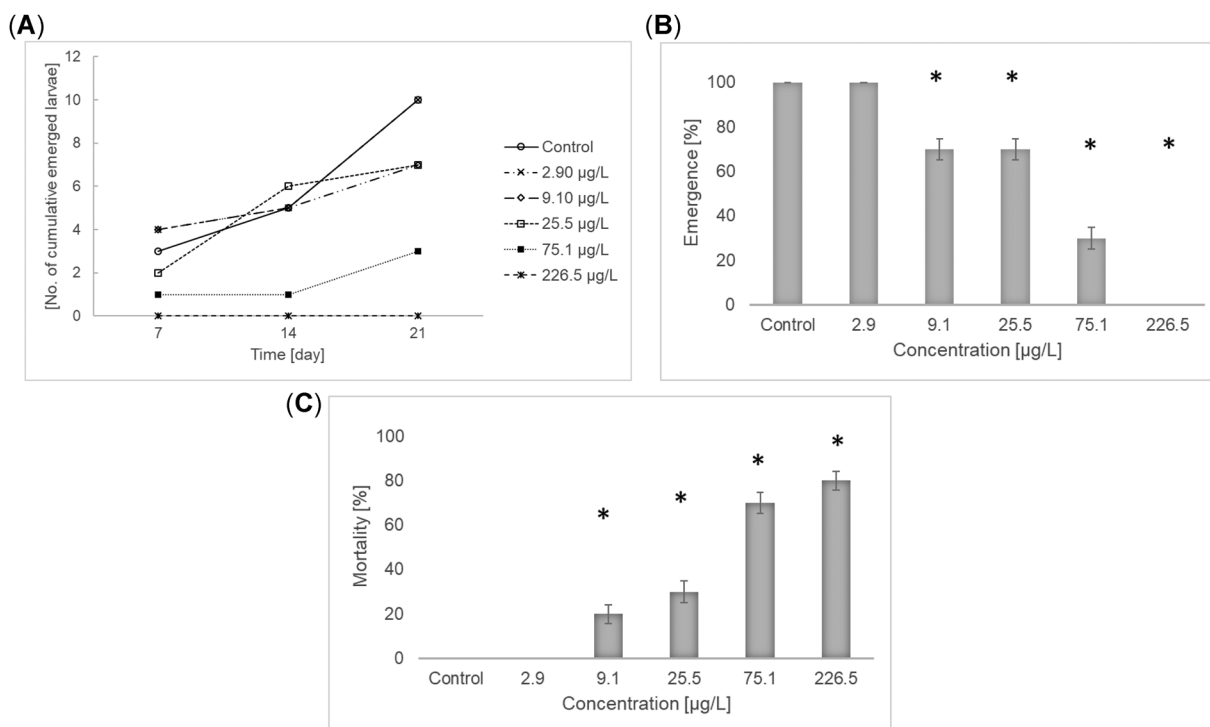 (A)
[No. of cumulative emerged larvae]
12
10
8
6
4
2
0
7 14 21
Time [day]
Control
2.90 µg/L
9.10 µg/L
25.5 µg/L
75.1 µg/L
226.5 µg/L
(B)
Emergence [%]
100
80
60
40
20
0
* * * *
Control 2.9 9.1 25.5 75.1 226.5
Concentration [µg/L]
(C)
Mortality [%]
100
80
60
40
20
0
* * * *
Control 2.9 9.1 25.5 75.1 226.5
Concentration [µg/L]